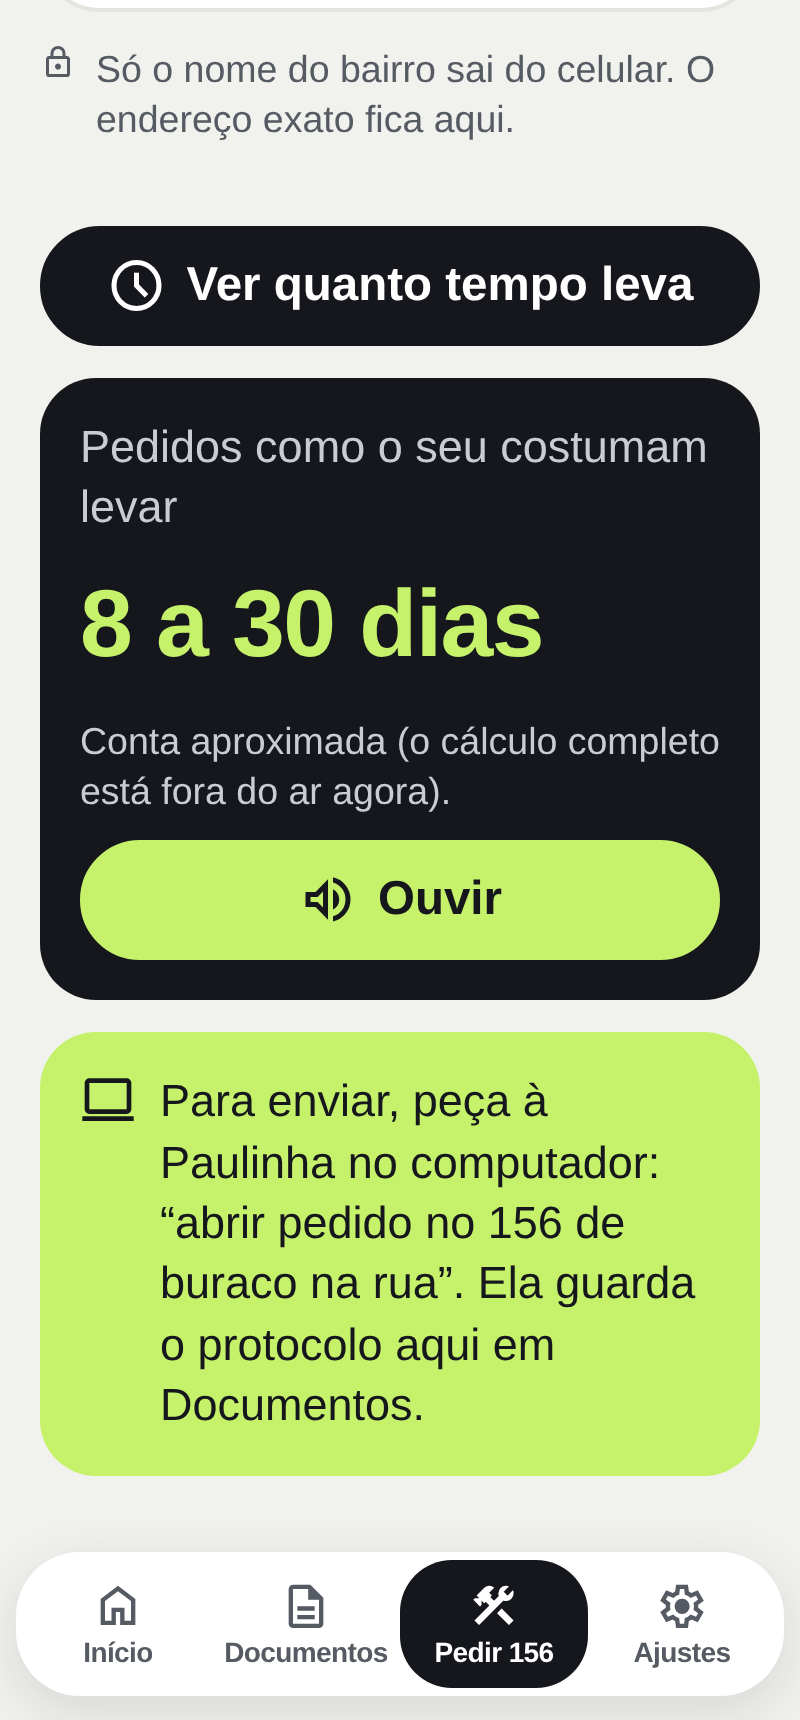 Só o nome do bairro sai do celular. O
endereço exato fica aqui.
Ver quanto tempo leva
Pedidos como o seu costumam
levar
8 a 30 dias
Conta aproximada (o cálculo completo
está fora do ar agora).
Ouvir
Para enviar, peça à
Paulinha no computador:
“abrir pedido no 156 de
buraco na rua”. Ela guarda
o protocolo aqui em
Documentos.
Início
Documentos
Pedir 156
Ajustes